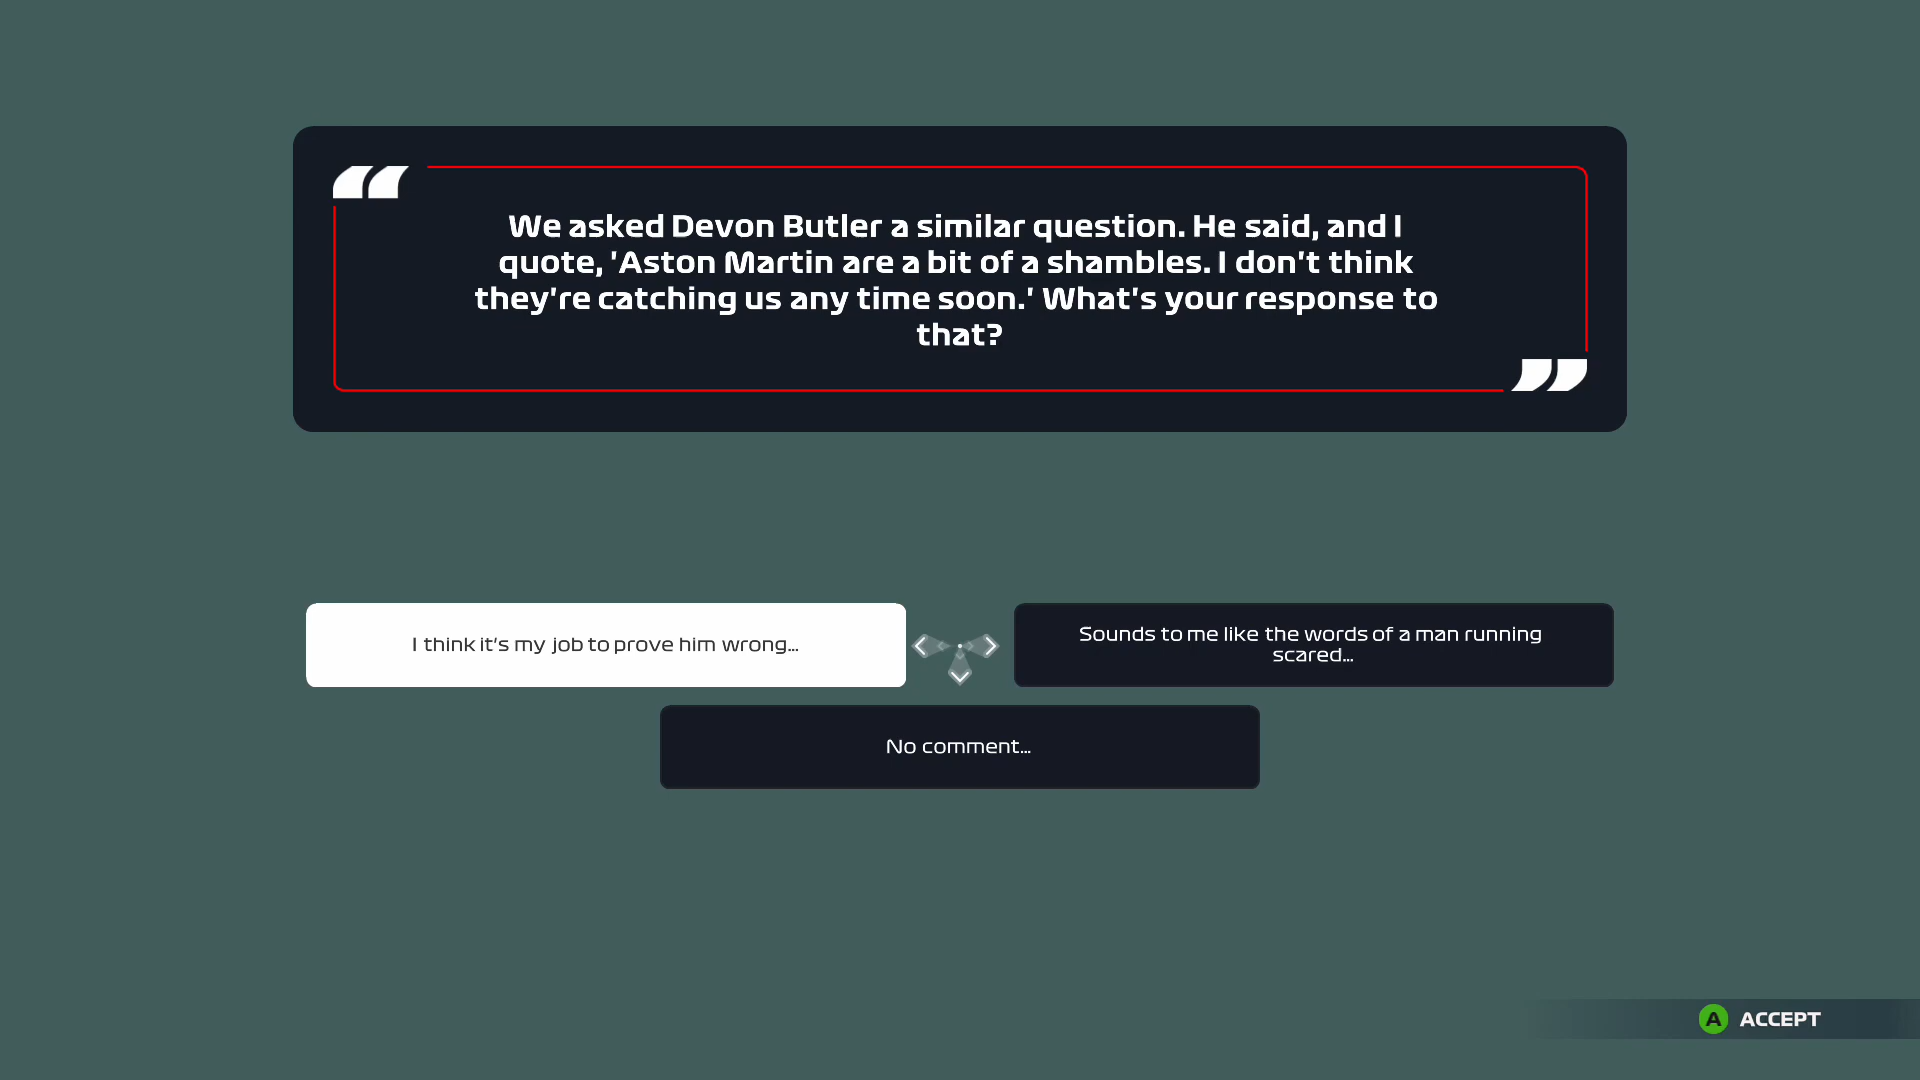 We asked Devon Butler a similar question. He said, and I
quote, 'Aston Martin are a bit of a shambles. I don't think
they're catching us any time soon.' What's your response to
that?
I think it's my job to prove him wrong...
Sounds to me like the words of a man running
scared...
No comment...
A ACCEPT